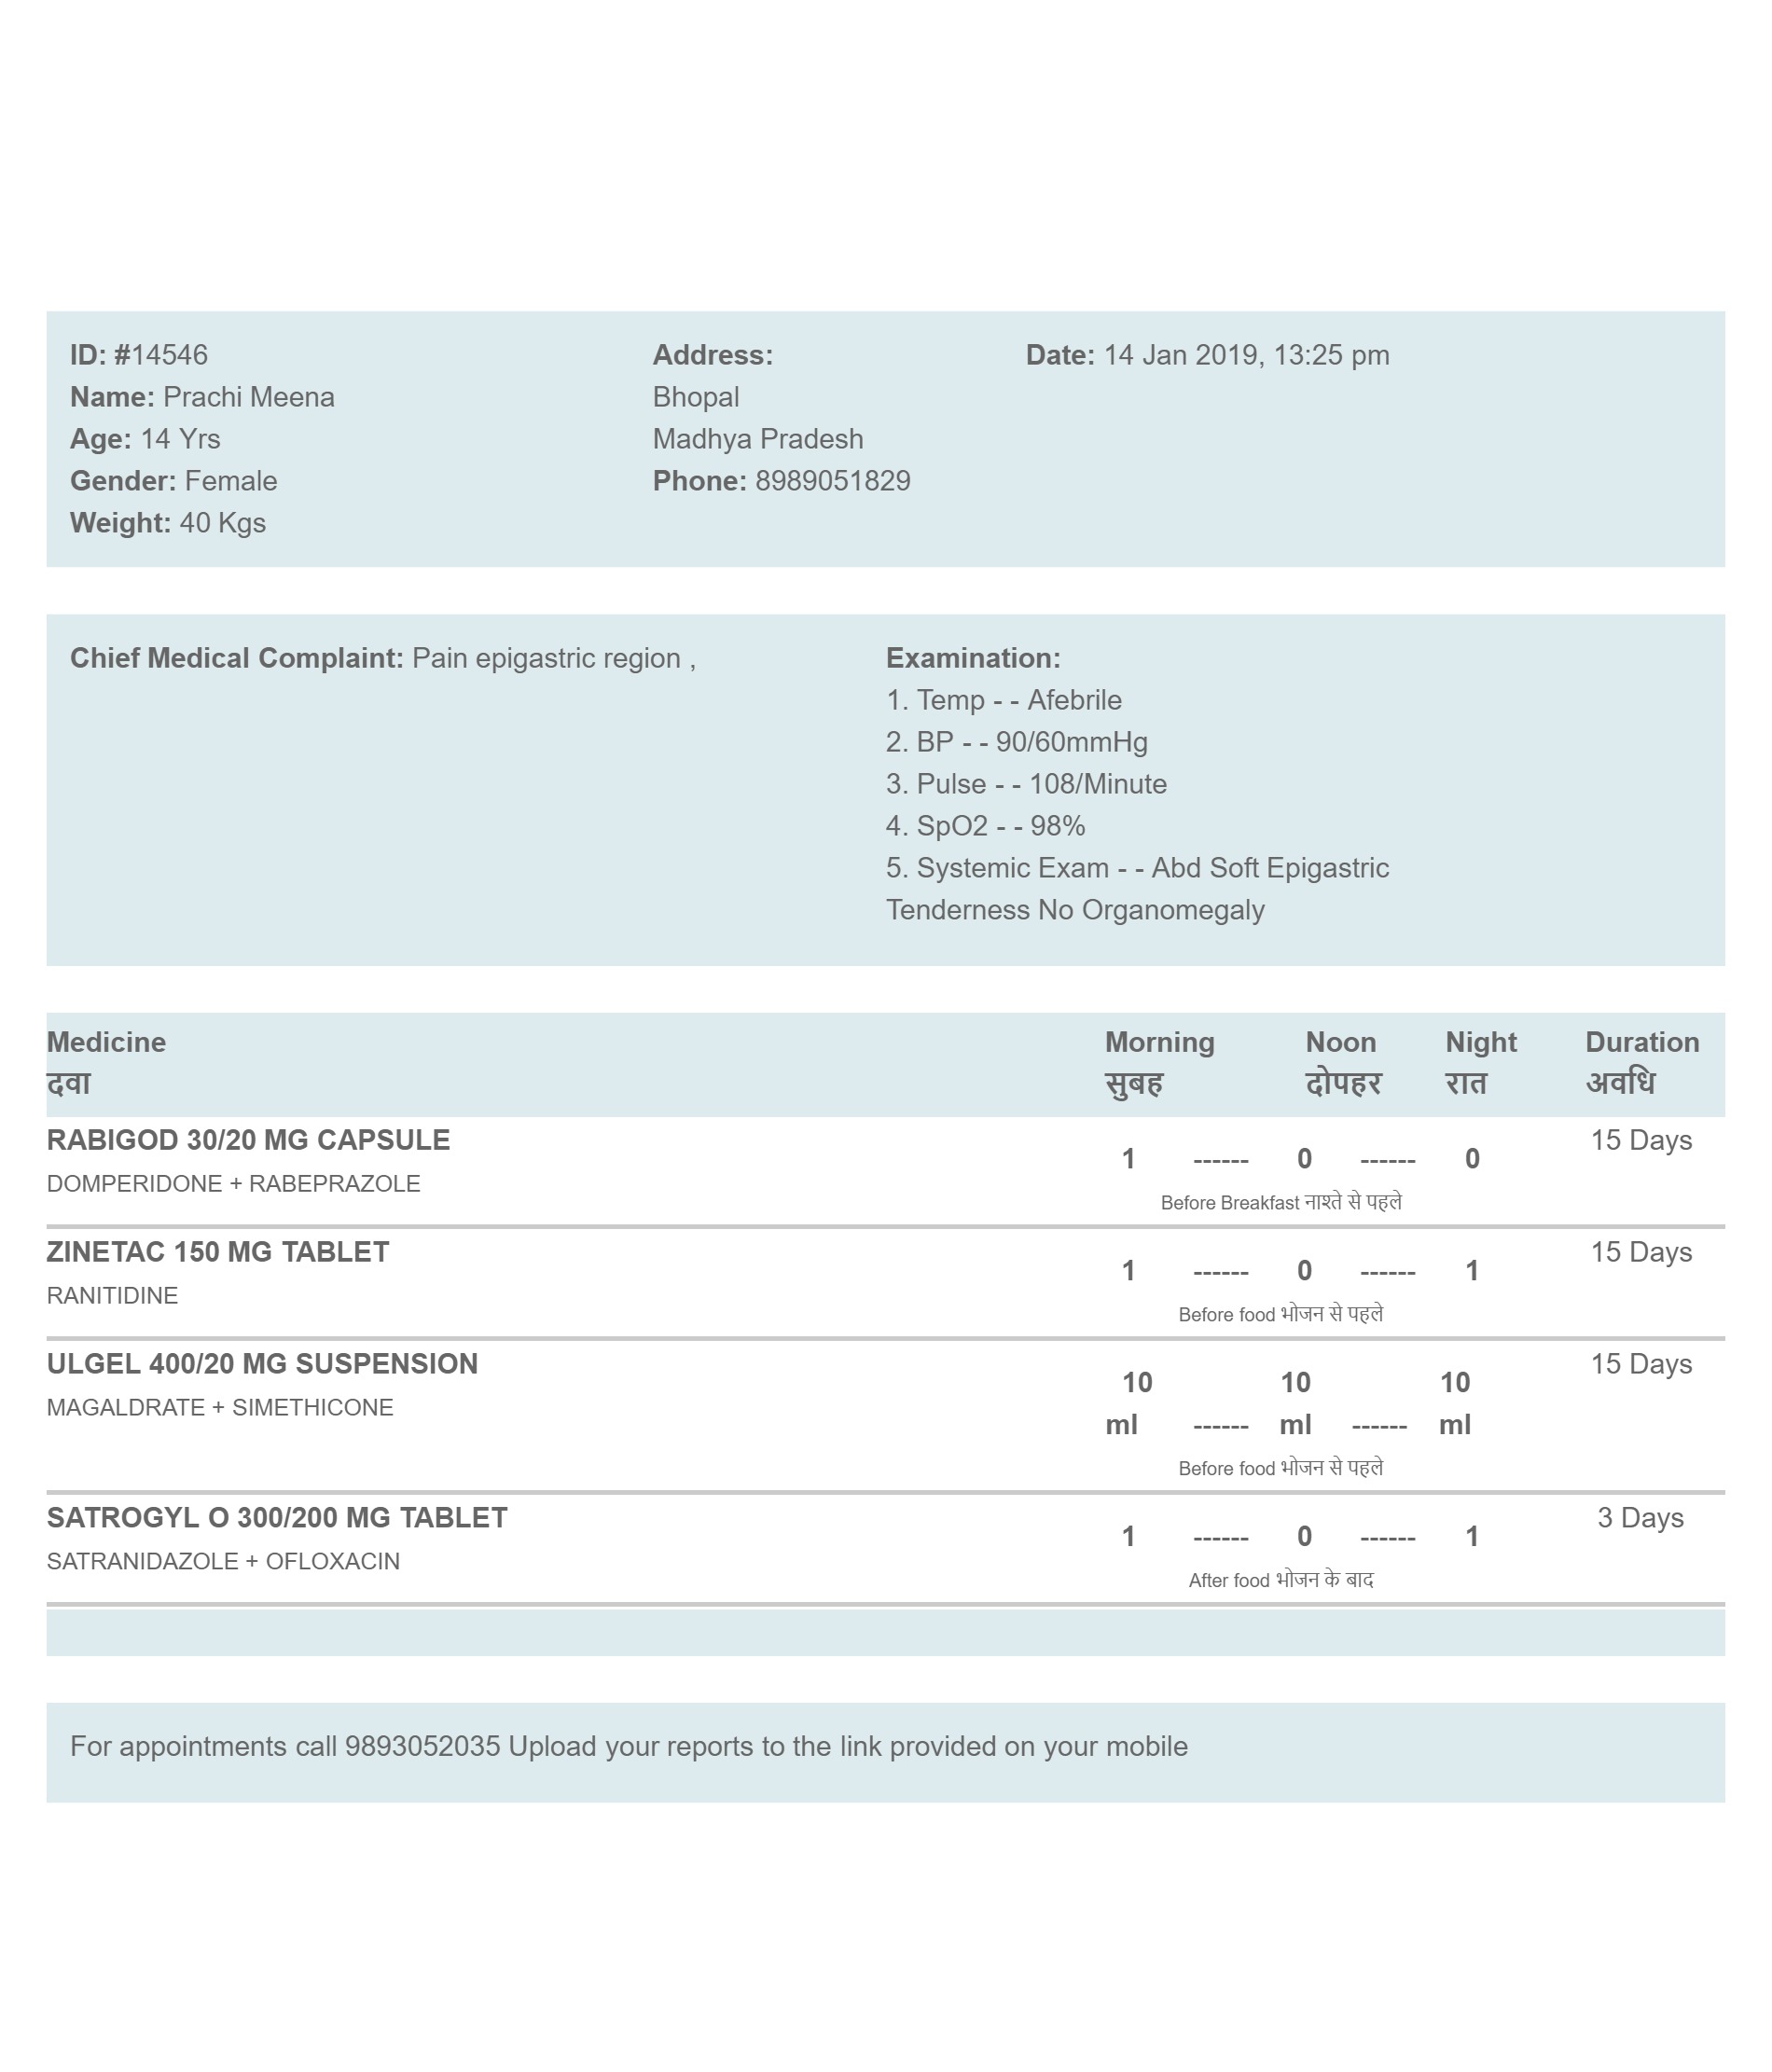 ID: #14546
Name: Prachi Meena
Age: 14 Yrs
Gender: Female
Weight: 40 Kgs
Address:
Bhopal
Madhya Pradesh
Phone: 8989051829
Date: 14 Jan 2019, 13:25 pm
Chief Medical Complaint: Pain epigastric region ,
Examination:
1. Temp - - Afebrile
2. BP - - 90/60mmHg
3. Pulse - - 108/Minute
4. SpO2 - - 98%
5. Systemic Exam - - Abd Soft Epigastric
Tenderness No Organomegaly
Medicine Morning Noon Night Duration
दवा सुबह दोपहर रात अवधि
RABIGOD 30/20 MG CAPSULE 15 Days
1 ------ 0 ------ 0
DOMPERIDONE + RABEPRAZOLE
Before Breakfast नाश्ते से पहले
ZINETAC 150 MG TABLET 15 Days
1 ------ 0 ------ 1
RANITIDINE
Before food भोजन से पहले
ULGEL 400/20 MG SUSPENSION 15 Days
10 10 10
MAGALDRATE + SIMETHICONE
ml ------ ml ------ ml
Before food भोजन से पहले
SATROGYL O 300/200 MG TABLET 3 Days
1 ------ 0 ------ 1
SATRANIDAZOLE + OFLOXACIN
After food भोजन के बाद
For appointments call 9893052035 Upload your reports to the link provided on your mobile